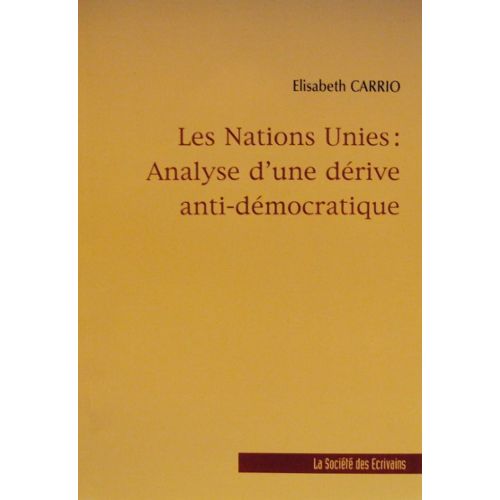 Elisabeth CARRIO
Les Nations Unies :
Analyse d'une dérive
anti-démocratique
La Société des Ecrivains